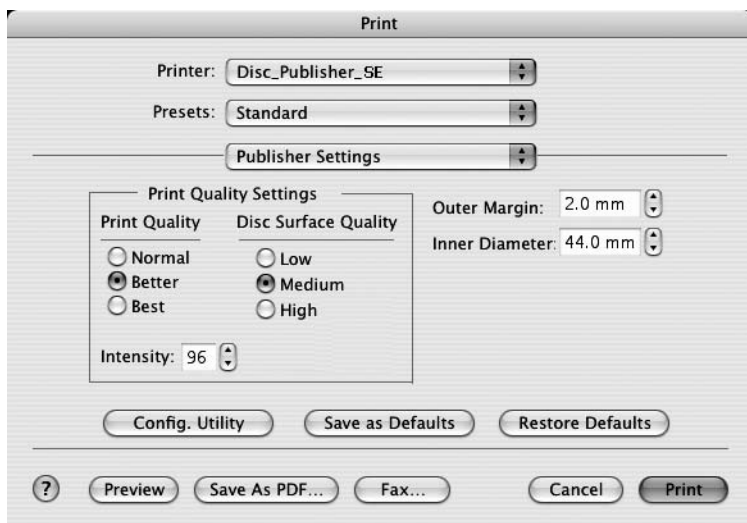 Print
Printer: Disc_Publisher_SE
Presets: Standard
Publisher Settings
Print Quality Settings
Print Quality
Normal
Better
Best
Disc Surface Quality
Low
Medium
High
Intensity: 96
Outer Margin: 2.0 mm
Inner Diameter: 44.0 mm
Config. Utility Save as Defaults Restore Defaults
? Preview Save As PDF... Fax... Cancel Print